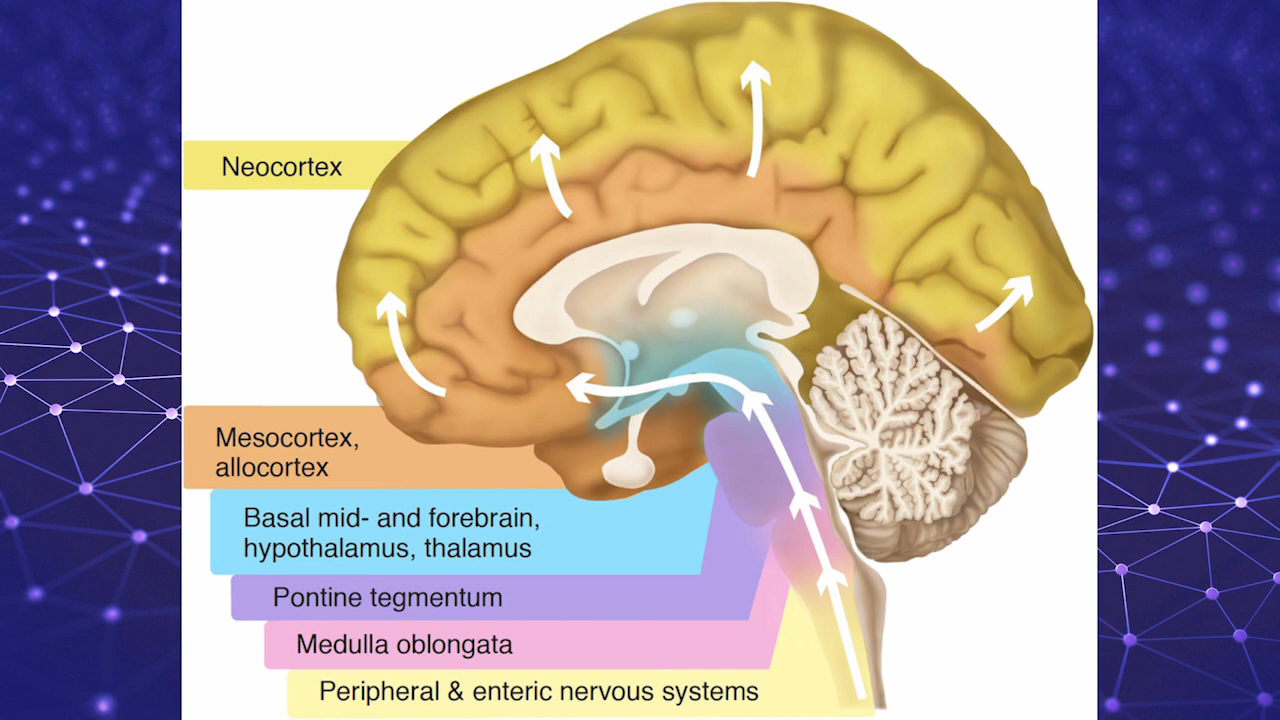 Neocortex
Mesocortex,
allocortex
Basal mid- and forebrain,
hypothalamus, thalamus
Pontine tegmentum
Medulla oblongata
Peripheral & enteric nervous systems